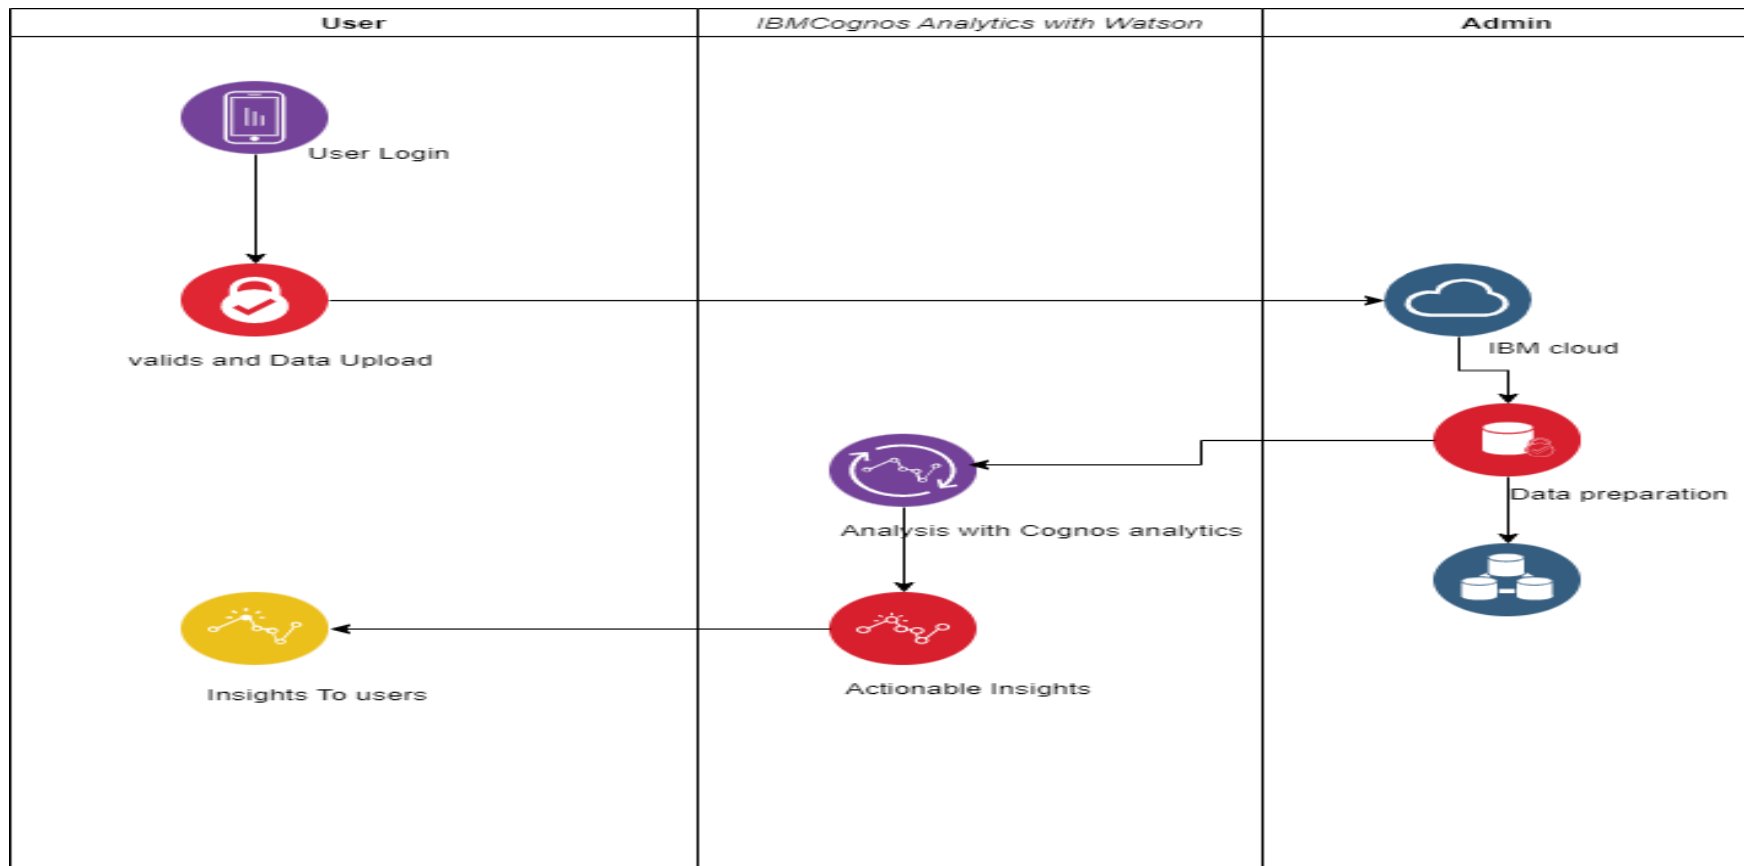 User
IBMCognos Analytics with Watson
Admin
User Login
valids and Data Upload
IBM cloud
Data preparation
Analysis with Cognos analytics
Actionable Insights
Insights To users